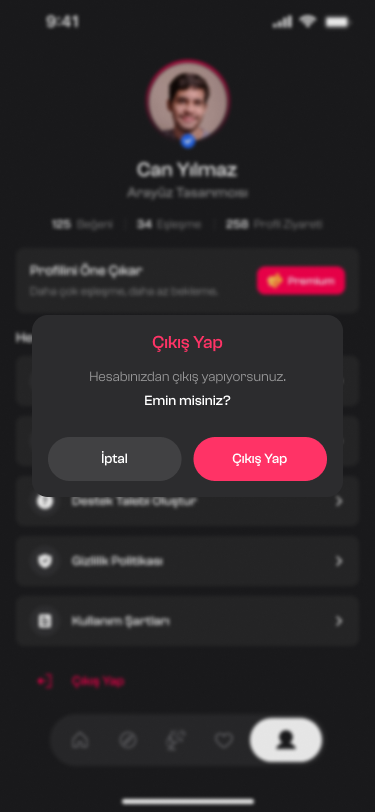 9:41
Can Yılmaz
Arayüz Tasarımcısı
125 Beğeni 34 Eşleşme 258 Profil Ziyareti
Profilini Öne Çıkar
Daha çok eşleşme, daha az bekleme.
Premium
He
Çıkış Yap
Hesabınızdan çıkış yapıyorsunuz.
Emin misiniz?
İptal
Çıkış Yap
Destek Talebi Oluştur
Gizlilik Politikası
Kullanım Şartları
Çıkış Yap